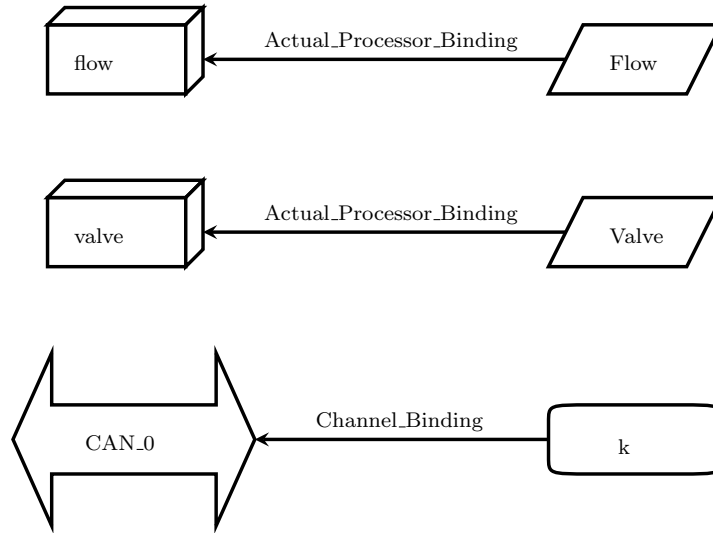 flow
Actual_Processor_Binding
Flow
valve
Actual_Processor_Binding
Valve
CAN_0
Channel_Binding
k